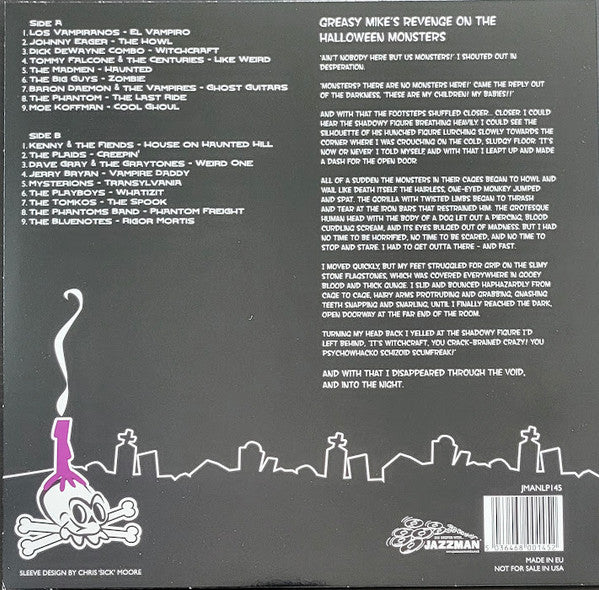 SIDE A
1. LOS VAMPIRANOS - EL VAMPIRO
2. JOHNNY EAGER - THE HOWL
3. DICK DEWAYNE COMBO - WITCHCRAFT
4. TOMMY FALCONE & THE CENTURIES - LIKE WEIRD
5. THE MADMEN - HAUNTED
6. THE BIG GUYS - ZOMBIE
7. BARON DAEMON & THE VAMPIRES - GHOST GUITARS
8. THE PHANTOM - THE LAST RIDE
9. MOE KOFFMAN - COOL GHOUL
SIDE B
1. KENNY & THE FIENDS - HOUSE ON HAUNTED HILL
2. THE PLAIDS - CREEPIN'
3. DAVE GRAY & THE GRAYTONES - WEIRD ONE
4. JERRY BRYAN - VAMPIRE DADDY
5. MYSTERIONS - TRANSYLVANIA
6. THE PLAYBOYS - WHATIZIT
7. THE TOMKOS - THE SPOOK
8. THE PHANTOMS BAND - PHANTOM FREIGHT
9. THE BLUENOTES - RIGOR MORTIS
GREASY MIKE'S REVENGE ON THE
HALLOWEEN MONSTERS
'AIN'T NOBODY HERE BUT US MONSTERS!' I SHOUTED OUT IN
DESPERATION.
'MONSTERS? THERE ARE NO MONSTERS HERE!' CAME THE REPLY OUT
OF THE DARKNESS, 'THESE ARE MY CHILDREN! MY BABIES!!'
AND WITH THAT THE FOOTSTEPS SHUFFLED CLOSER... CLOSER. I COULD
HEAR THE SHADOWY FIGURE BREATHING HEAVILY, I COULD SEE THE
SILHOUETTE OF HIS HUNCHED FIGURE LURCHING SLOWLY TOWARDS THE
CORNER WHERE I WAS CROUCHING ON THE COLD, SLUDGY FLOOR. 'IT'S
NOW OR NEVER' I TOLD MYSELF, AND WITH THAT I LEAPT UP AND MADE
A DASH FOR THE OPEN DOOR.
ALL OF A SUDDEN THE MONSTERS IN THEIR CAGES BEGAN TO HOWL AND
WAIL LIKE DEATH ITSELF. THE HAIRLESS, ONE-EYED MONKEY JUMPED
AND SPAT. THE GORILLA WITH TWISTED LIMBS BEGAN TO THRASH
AND TEAR AT THE IRON BARS THAT RESTRAINED HIM. THE GROTESQUE
HUMAN HEAD WITH THE BODY OF A DOG LET OUT A PIERCING, BLOOD
CURDLING SCREAM, AND ITS EYES BULGED OUT OF MADNESS. BUT I HAD
NO TIME TO BE HORRIFIED, NO TIME TO BE SCARED, AND NO TIME TO
STOP AND STARE. I HAD TO GET OUTTA THERE - AND FAST.
I MOVED QUICKLY, BUT MY FEET STRUGGLED FOR GRIP ON THE SLIMY
STONE FLAGSTONES, WHICH WAS COVERED EVERYWHERE IN GOOEY
BLOOD AND THICK GUNGE. I SLID AND BOUNCED HAPHAZARDLY FROM
CAGE TO CAGE, HAIRY ARMS PROTRUDING AND GRABBING, GNASHING
TEETH SNAPPING AND SNARLING, UNTIL I FINALLY REACHED THE DARK,
OPEN DOORWAY AT THE FAR END OF THE ROOM.
TURNING MY HEAD BACK I YELLED AT THE SHADOWY FIGURE I'D
LEFT BEHIND, 'IT'S WITCHCRAFT, YOU CRACK-BRAINED CRAZY! YOU
PSYCHOWHACKO SCHIZOID SCUMFREAK!'
AND WITH THAT I DISAPPEARED THROUGH THE VOID,
AND INTO THE NIGHT.
JMANLP145
JAZZMAN
5 036468 001452
MADE IN EU
NOT FOR SALE IN USA
SLEEVE DESIGN BY CHRIS 'SICK' MOORE